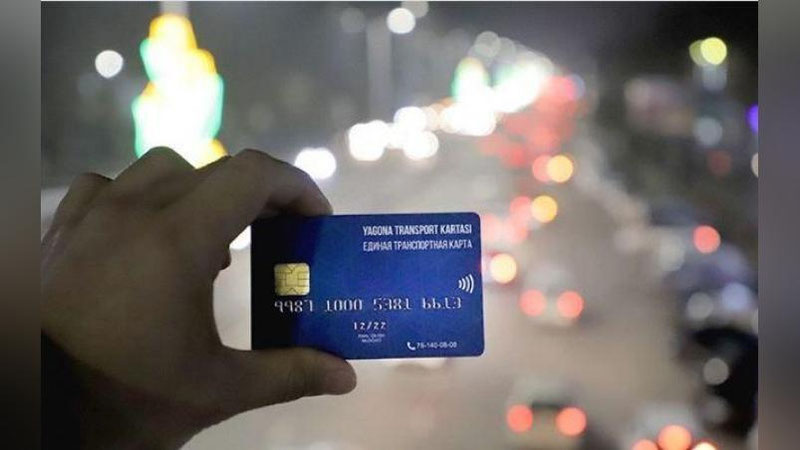 YAGONA TRANSPORT KARTASI
ЕДИНАЯ ТРАНСПОРТНАЯ КАРТА
9987 1000 5381 6613
12/22
78-140-08-08